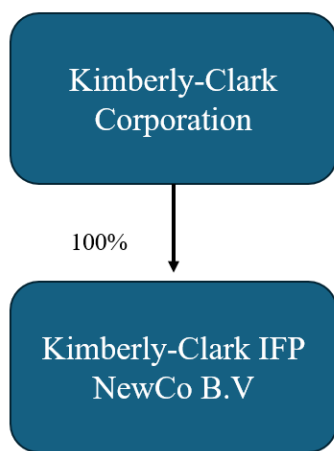 Kimberly-Clark
Corporation
100%
Kimberly-Clark IFP
NewCo B.V